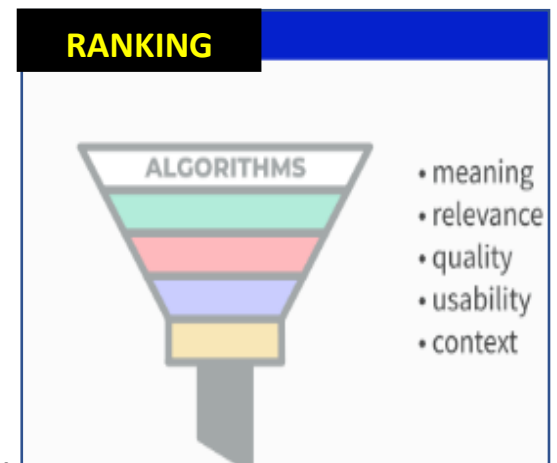 RANKING
ALGORITHMS
• meaning
• relevance
• quality
• usability
• context